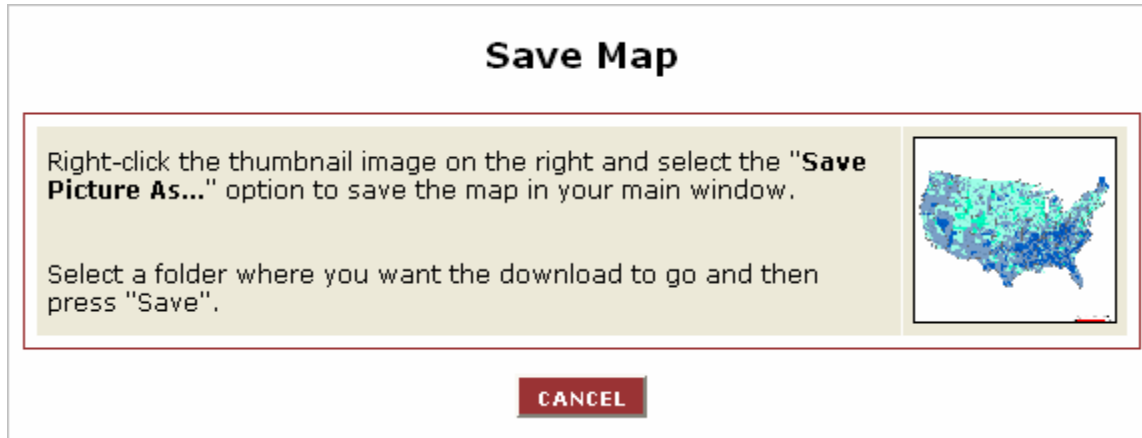 Save Map
Right-click the thumbnail image on the right and select the "Save
Picture As..." option to save the map in your main window.
Select a folder where you want the download to go and then
press "Save".
CANCEL